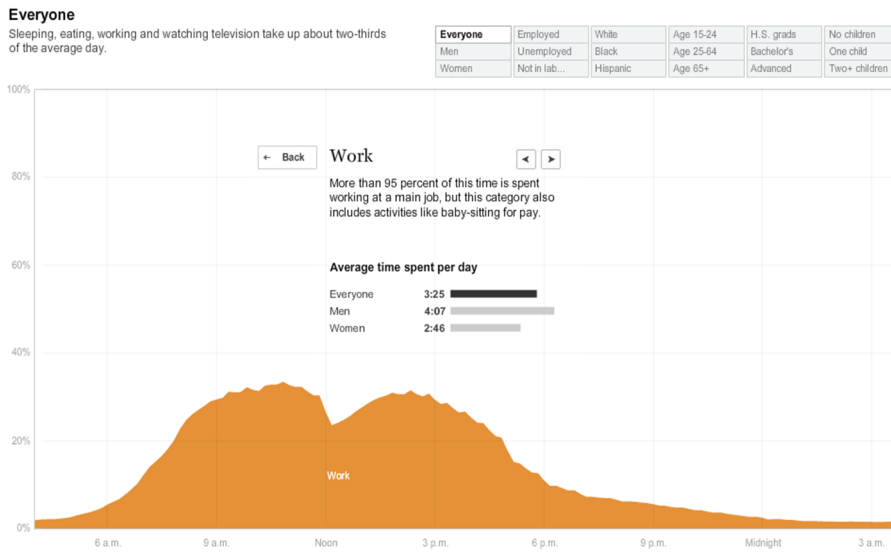 Everyone
Sleeping, eating, working and watching television take up about two-thirds
of the average day.
Everyone Employed White Age 15-24 H.S. grads No children
Men Unemployed Black Age 25-64 Bachelor's One child
Women Not in lab... Hispanic Age 65+ Advanced Two+ children
100%
80%
60%
40%
20%
0%
← Back
Work
◄ ►
More than 95 percent of this time is spent
working at a main job, but this category also
includes activities like baby-sitting for pay.
Average time spent per day
Everyone 3:25
Men 4:07
Women 2:46
Work
6 a.m. 9 a.m. Noon 3 p.m. 6 p.m. 9 p.m. Midnight 3 a.m.